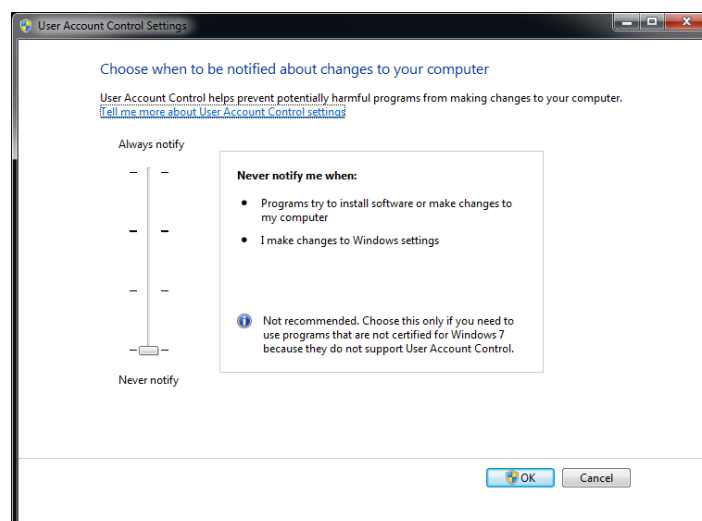 User Account Control Settings
Choose when to be notified about changes to your computer
User Account Control helps prevent potentially harmful programs from making changes to your computer.
Tell me more about User Account Control settings
Always notify
Never notify me when:
• Programs try to install software or make changes to
my computer
• I make changes to Windows settings
Not recommended. Choose this only if you need to
use programs that are not certified for Windows 7
because they do not support User Account Control.
Never notify
OK Cancel